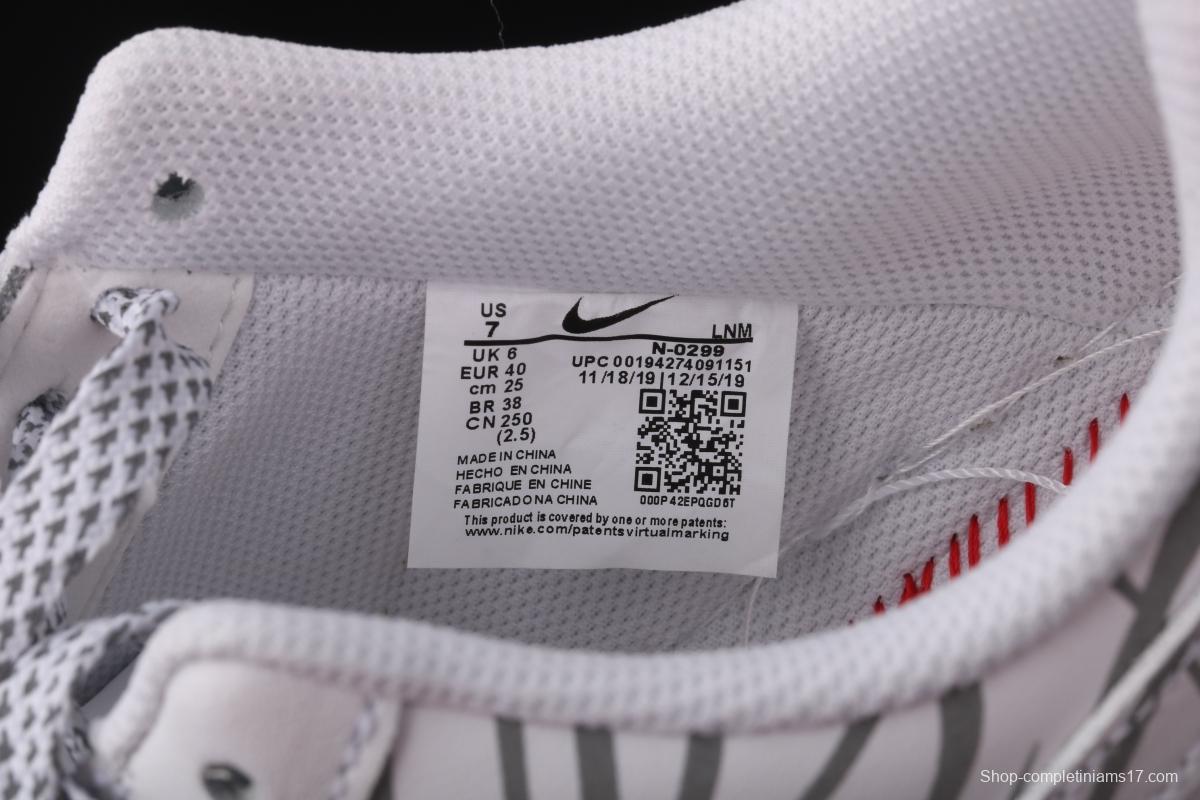 US
7
LNM
UK 6
EUR 40
cm 25
BR 38
CN 250
(2.5)
N-0299
UPC 00194274091151
11/18/19|12/15/19
MADE IN CHINA
HECHO EN CHINA
FABRIQUE EN CHINE
FABRICADO NA CHINA
000P42EPQGD6T
This product is covered by one or more patents:
www.nike.com/patentsvirtualmarking
Shop-completiniams17.com